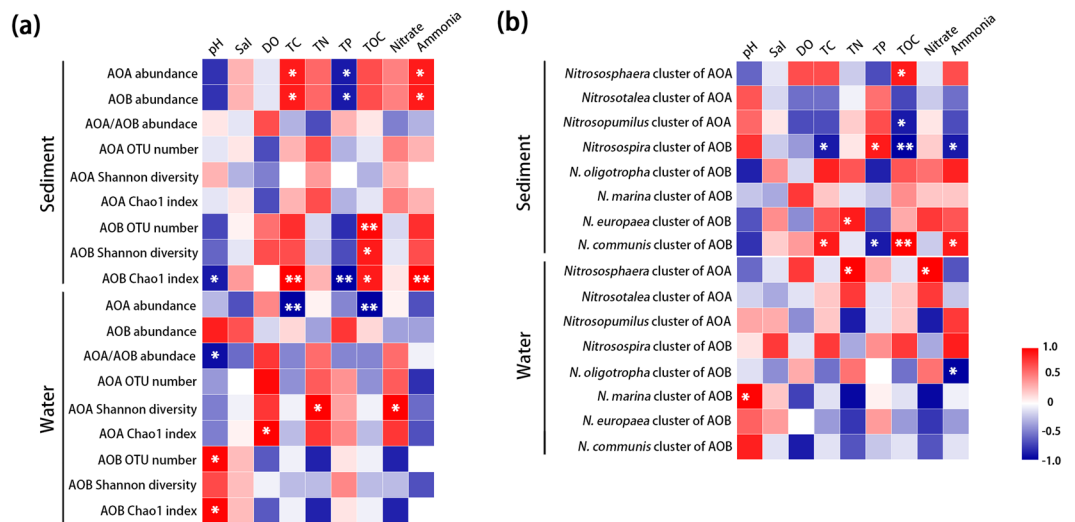 (a)
pH Sal DO TC TN TP TOC Nitrate Ammonia
Sediment
AOA abundance * * *
AOB abundance * * *
AOA/AOB abundace
AOA OTU number
AOA Shannon diversity
AOA Chao1 index
AOB OTU number **
AOB Shannon diversity *
AOB Chao1 index * ** ** * **
Water
AOA abundance ** **
AOB abundance
AOA/AOB abundace *
AOA OTU number
AOA Shannon diversity * *
AOA Chao1 index *
AOB OTU number *
AOB Shannon diversity
AOB Chao1 index *
(b)
pH Sal DO TC TN TP TOC Nitrate Ammonia
Sediment
Nitrososphaera cluster of AOA *
Nitrosotalea cluster of AOA
Nitrosopumilus cluster of AOA *
Nitrosospira cluster of AOB * * ** *
N. oligotropha cluster of AOB
N. marina cluster of AOB
N. europaea cluster of AOB *
N. communis cluster of AOB * * ** *
Water
Nitrososphaera cluster of AOA * *
Nitrosotalea cluster of AOA
Nitrosopumilus cluster of AOA
Nitrosospira cluster of AOB
N. oligotropha cluster of AOB *
N. marina cluster of AOB *
N. europaea cluster of AOB
N. communis cluster of AOB
1.0
0.5
0
-0.5
-1.0